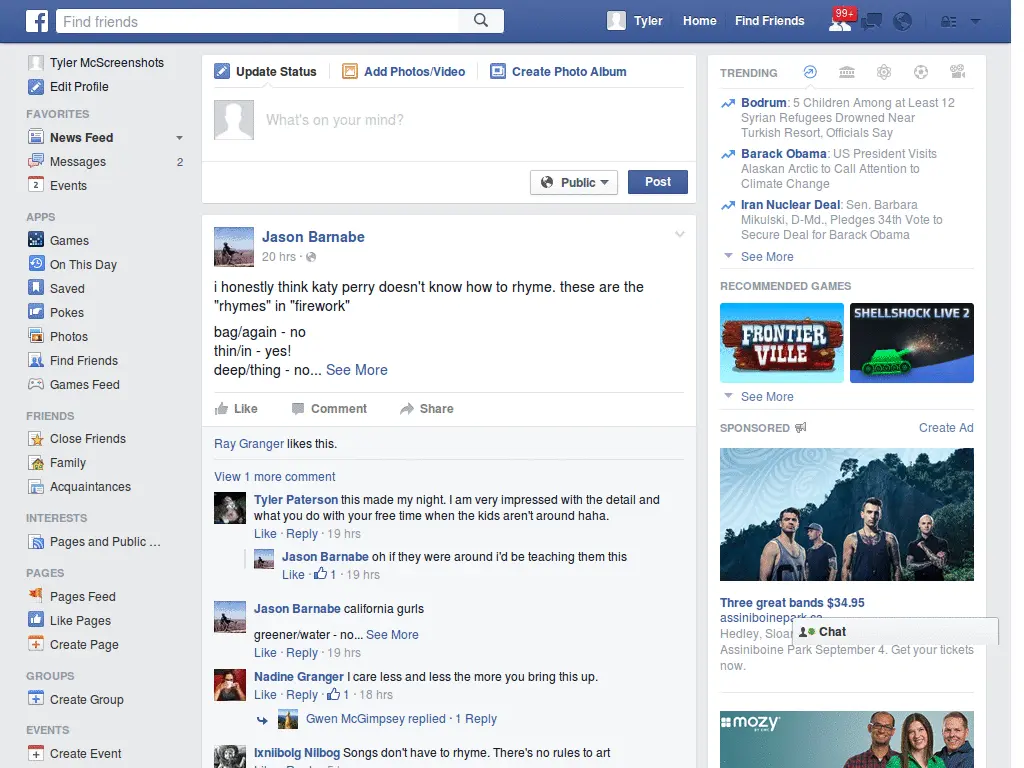 Find friends
Tyler
Home
Find Friends
99+
Tyler McScreenshots
Edit Profile
FAVORITES
News Feed
Messages 2
2 Events
APPS
Games
On This Day
Saved
Pokes
Photos
Find Friends
Games Feed
FRIENDS
Close Friends
Family
Acquaintances
INTERESTS
Pages and Public ...
PAGES
Pages Feed
Like Pages
Create Page
GROUPS
Create Group
EVENTS
Create Event
Update Status
Add Photos/Video
Create Photo Album
What's on your mind?
Public
Post
Jason Barnabe
20 hrs ·
i honestly think katy perry doesn't know how to rhyme. these are the
"rhymes" in "firework"
bag/again - no
thin/in - yes!
deep/thing - no... See More
Like
Comment
Share
Ray Granger likes this.
View 1 more comment
Tyler Paterson this made my night. I am very impressed with the detail and
what you do with your free time when the kids aren't around haha.
Like · Reply · 19 hrs
Jason Barnabe oh if they were around i'd be teaching them this
Like · 1 · 19 hrs
Jason Barnabe california gurls
greener/water - no... See More
Like · Reply · 19 hrs
Nadine Granger I care less and less the more you bring this up.
Like · Reply · 1 · 18 hrs
Gwen McGimpsey replied · 1 Reply
Ixniibolg Nilbog Songs don't have to rhyme. There's no rules to art
TRENDING
Bodrum: 5 Children Among at Least 12
Syrian Refugees Drowned Near
Turkish Resort, Officials Say
Barack Obama: US President Visits
Alaskan Arctic to Call Attention to
Climate Change
Iran Nuclear Deal: Sen. Barbara
Mikulski, D-Md., Pledges 34th Vote to
Secure Deal for Barack Obama
See More
RECOMMENDED GAMES
FRONTIER
VILLE
SHELLSHOCK LIVE 2
See More
SPONSORED
Create Ad
Three great bands $34.95
assiniboinepark.ca
Hedley, Sloan
Chat
Assiniboine Park September 4. Get your tickets
now.
mozy
BY EMC